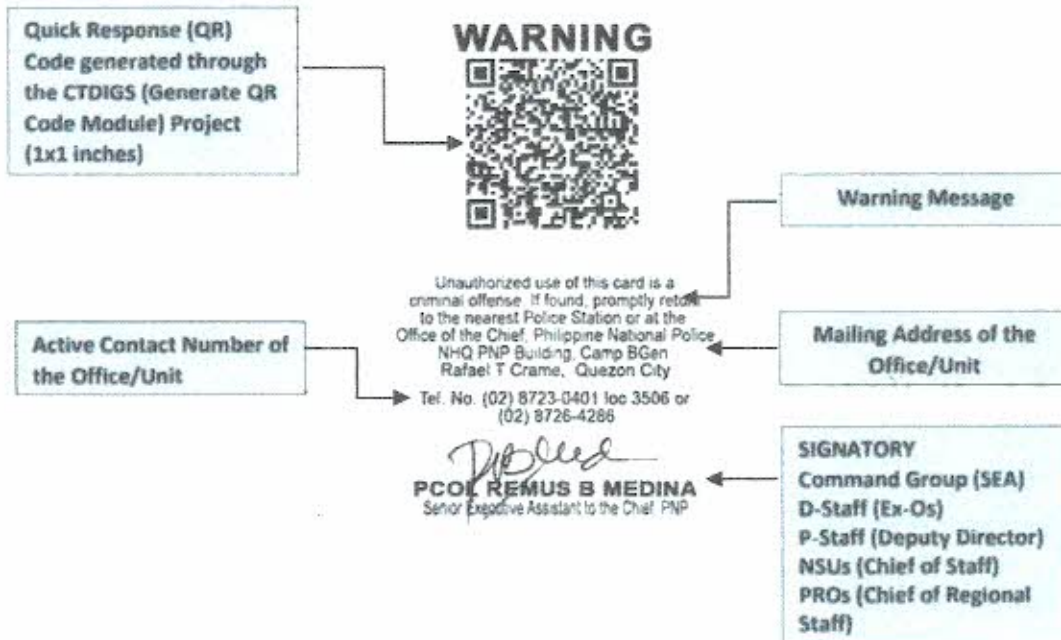 Quick Response (QR)
Code generated through
the CTDIGS (Generate QR
Code Module) Project
(1x1 inches)
WARNING
Warning Message
Unauthorized use of this card is a
criminal offense. If found, promptly return
to the nearest Police Station or at the
Office of the Chief, Philippine National Police
NHQ PNP Building, Camp BGen
Rafael T Crame, Quezon City
Active Contact Number of
the Office/Unit
Mailing Address of the
Office/Unit
Tel. No. (02) 8723-0401 loc 3506 or
(02) 8726-4286
PCOL REMUS B MEDINA
Senior Executive Assistant to the Chief PNP
SIGNATORY
Command Group (SEA)
D-Staff (Ex-Os)
P-Staff (Deputy Director)
NSUs (Chief of Staff)
PROs (Chief of Regional
Staff)